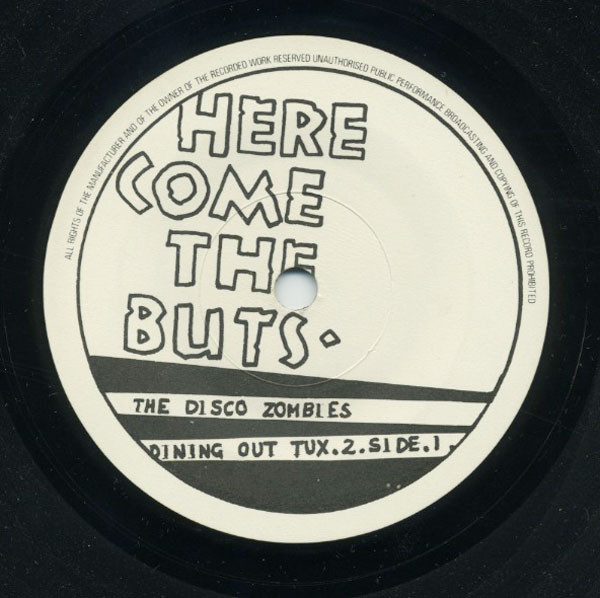 ALL RIGHTS OF THE MANUFACTURER AND OF THE OWNER OF THE RECORDED WORK RESERVED UNAUTHORISED PUBLIC PERFORMANCE BROADCASTING AND COPYING OF THIS RECORD PROHIBITED
HERE
COME
THE
BUTS.
THE DISCO ZOMBIES
DINING OUT TUX.2.SIDE.1.